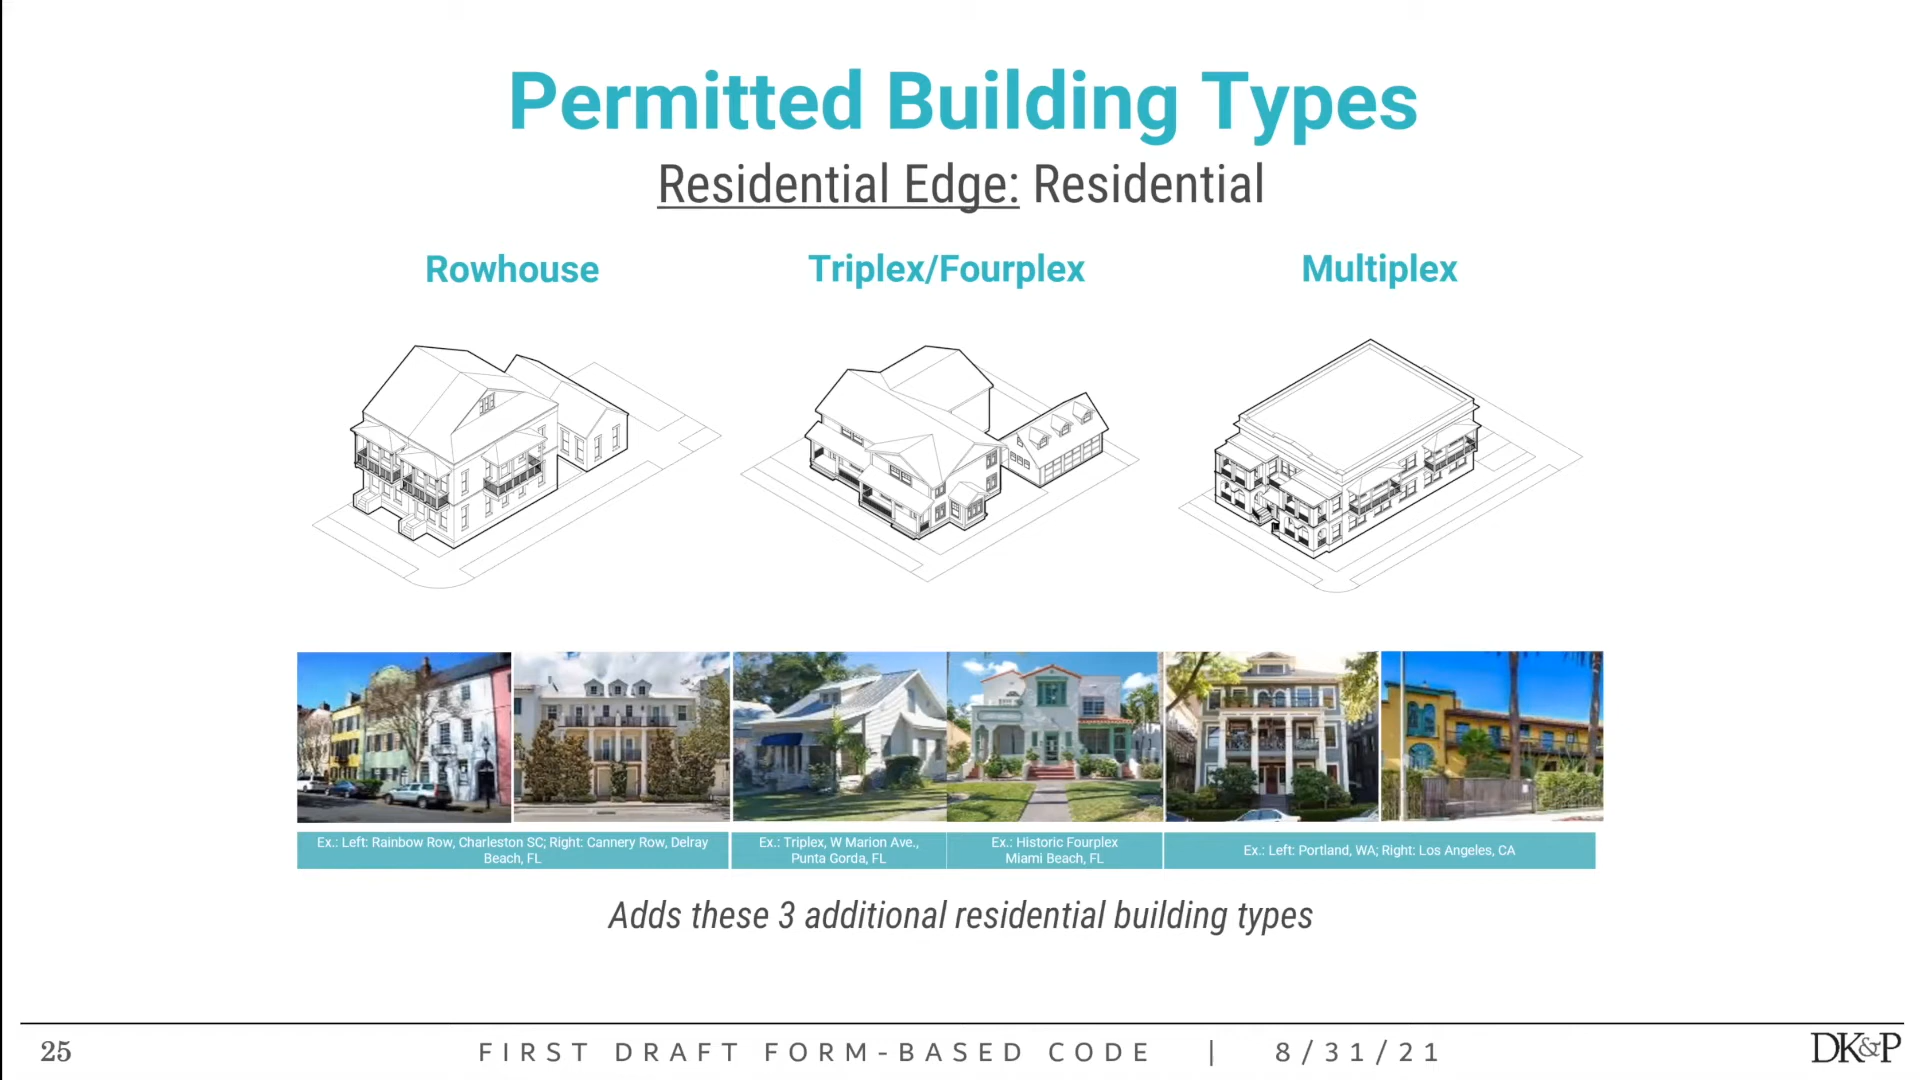 Permitted Building Types
Residential Edge: Residential
Rowhouse
Triplex/Fourplex
Multiplex
Ex.: Left: Rainbow Row, Charleston SC; Right: Cannery Row, Delray
Beach, FL
Ex.: Triplex, W Marion Ave.,
Punta Gorda, FL
Ex.: Historic Fourplex
Miami Beach, FL
Ex.: Left: Portland, WA; Right: Los Angeles, CA
Adds these 3 additional residential building types
25
FIRST DRAFT FORM-BASED CODE | 8/31/21
DK&P